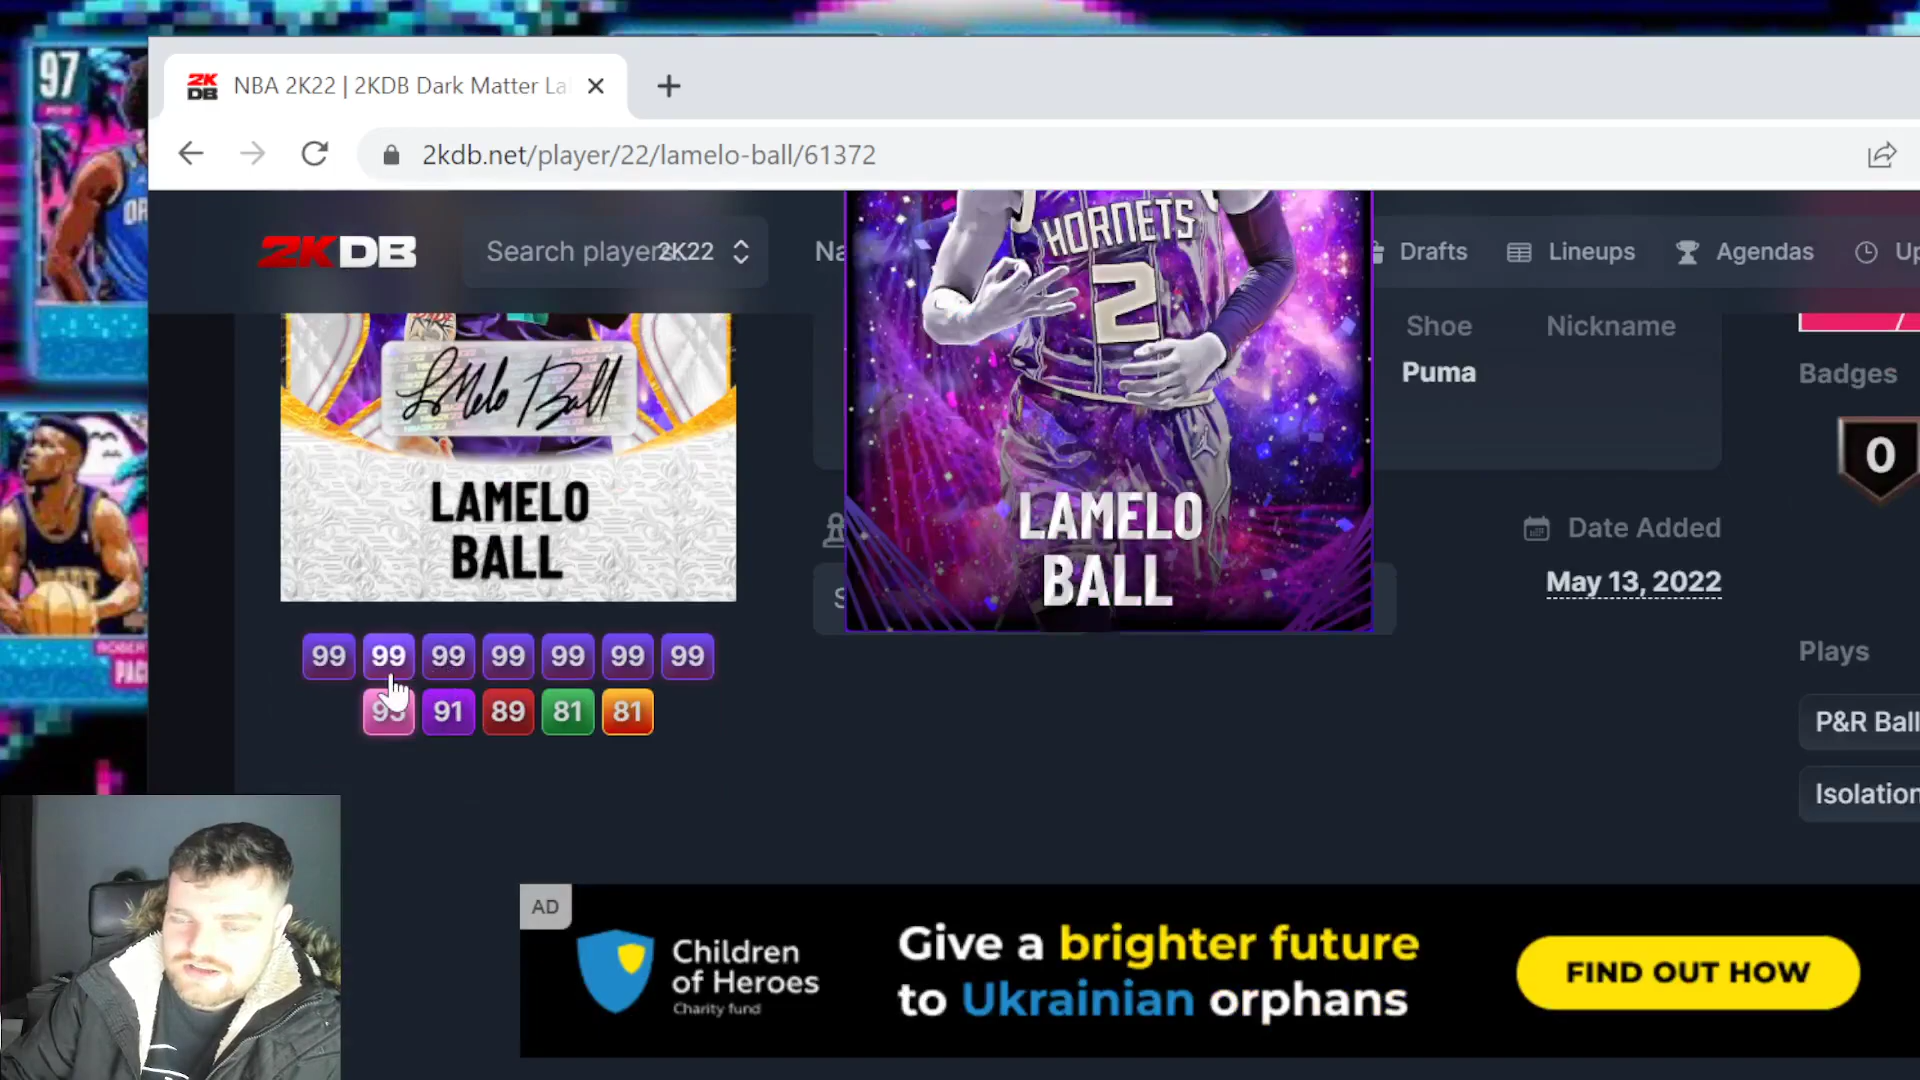 97
NBA 2K22 | 2KDB Dark Matter La
2kdb.net/player/22/lamelo-ball/61372
2KDB
Search players
2K22
Na
Drafts
Lineups
Agendas
Up
HORNETS
2
LAMELO
BALL
LaMelo Ball
LAMELO
BALL
Shoe
Nickname
Puma
Badges
0
Date Added
May 13, 2022
S
99 99 99 99 99 99 99
91 89 81 81
Plays
P&R Ball
Isolation
AD
Children
of Heroes
Charity fund
Give a brighter future
to Ukrainian orphans
FIND OUT HOW